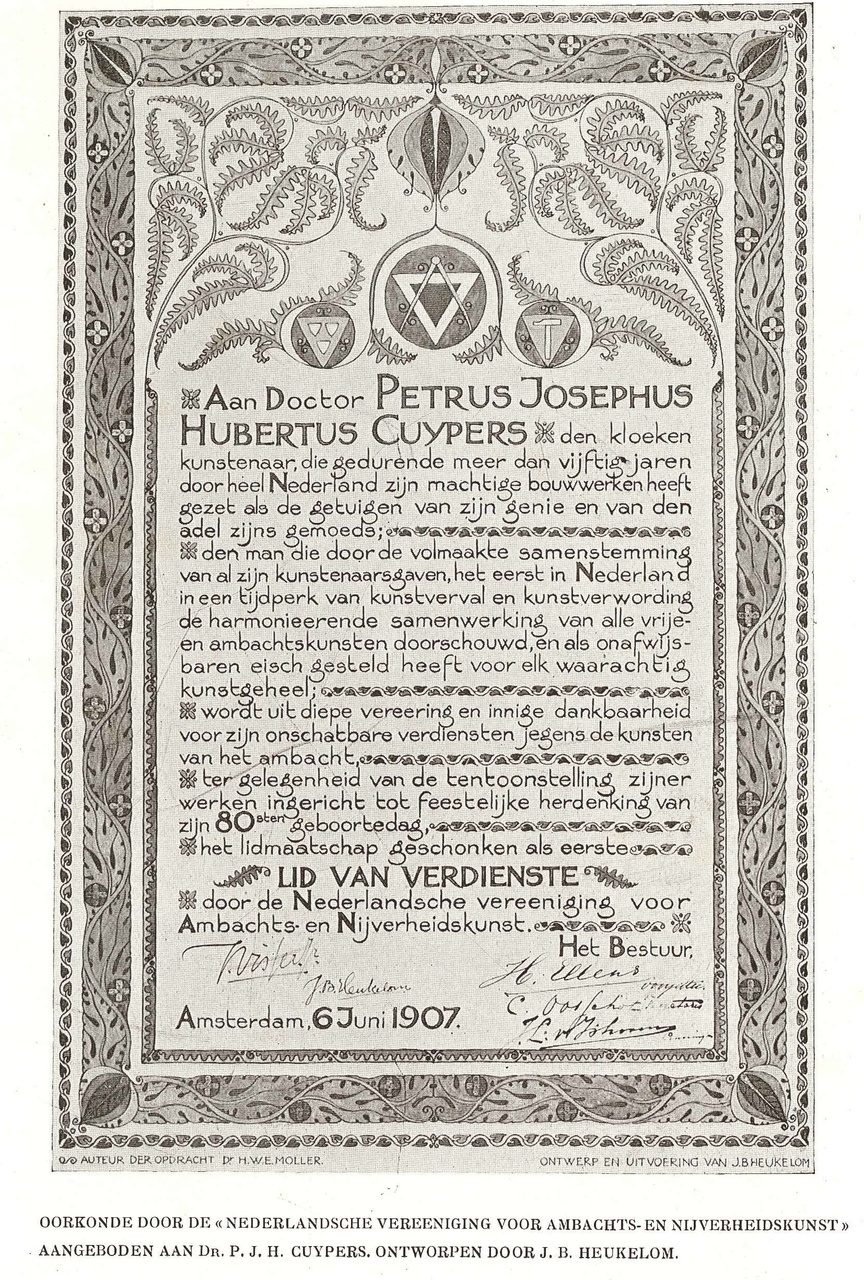 Aan Doctor PETRUS JOSEPHUS
HUBERTUS CUYPERS den kloeken
kunstenaar, die gedurende meer dan vijftig jaren
door heel Nederland zijn machtige bouwwerken heeft
gezet als de getuigen van zijn genie en van den
adel zijns gemoeds;
den man die door de volmaakte samenstemming
van al zijn kunstenaarsgaven, het eerst in Nederland
in een tijdperk van kunstverval en kunstverwording
de harmonieerende samenwerking van alle vrije-
en ambachtskunsten doorschouwd, en als onafwijs-
baren eisch gesteld heeft voor elk waarachtig
kunstgeheel;
wordt uit diepe vereering en innige dankbaarheid
voor zijn onschatbare verdiensten jegens de kunsten
van het ambacht,
ter gelegenheid van de tentoonstelling zijner
werken ingericht tot feestelijke herdenking van
zijn 80sten geboortedag,
het lidmaatschap geschonken als eerste
LID VAN VERDIENSTE
door de Nederlandsche vereeniging voor
Ambachts- en Nijverheidskunst.
Het Bestuur,
J.B. Heukelom
H. Ellens
Amsterdam, 6 Juni 1907.
AUTEUR DER OPDRACHT Dr H.W.E. MOLLER.
ONTWERP EN UITVOERING VAN J.B HEUKELOM
OORKONDE DOOR DE « NEDERLANDSCHE VEREENIGING VOOR AMBACHTS- EN NIJVERHEIDSKUNST »
AANGEBODEN AAN Dr. P. J. H. CUYPERS. ONTWORPEN DOOR J. B. HEUKELOM.